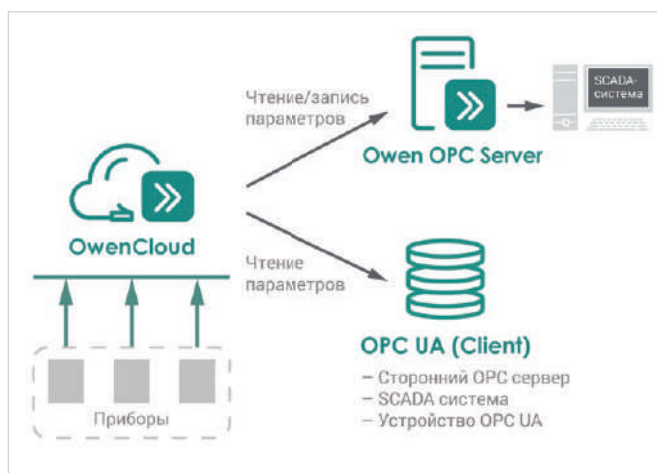 Чтение/запись
параметров
SCADA-
система
Owen OPC Server
OwenCloud
Чтение
параметров
Приборы
OPC UA (Client)
– Сторонний OPC сервер
– SCADA система
– Устройство OPC UA